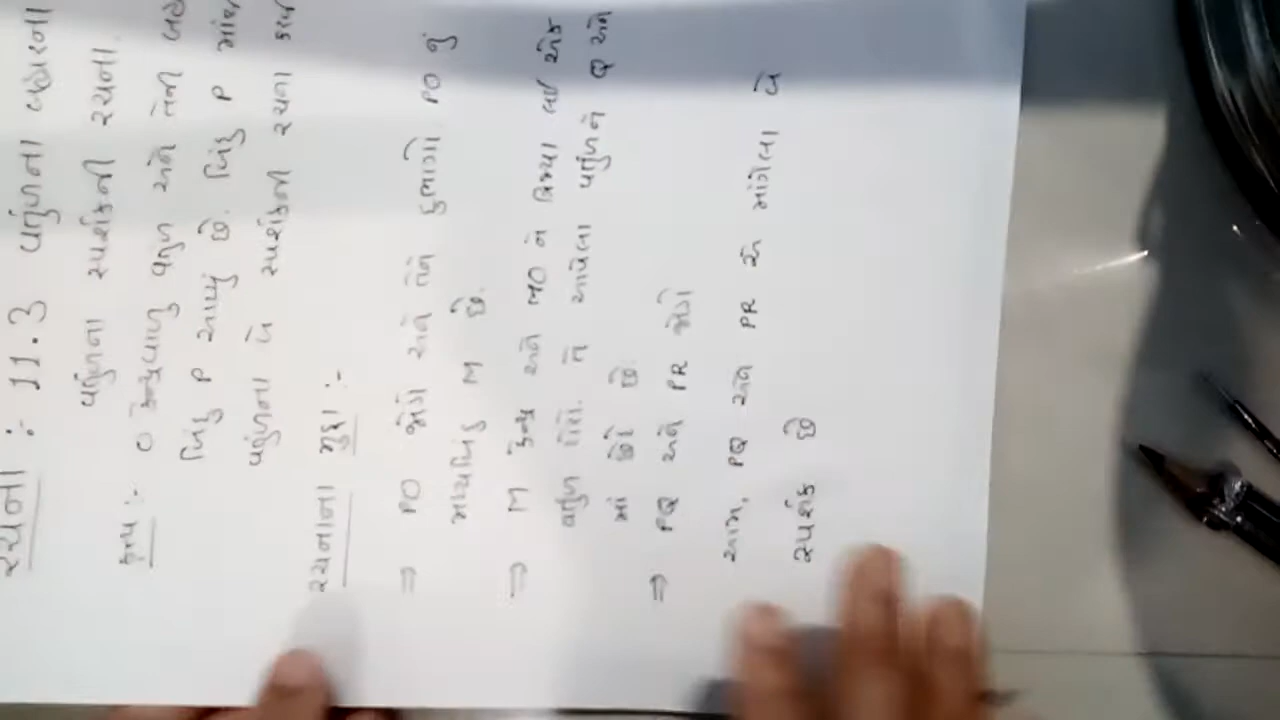 રચના : 11.3 વર્તુળના બહારના
વર્તુળના સ્પર્શકની રચના.
દત્ત :- O કેન્દ્રવાળુ વર્તુળ અને તેની બહાર
બિંદુ P આપ્યું છે. બિંદુ P માંથી
વર્તુળના બે સ્પર્શકની રચના કરવી
રચનાના મુદ્દા :-
⇒ PO જોડો અને તેને દુભાગો PO નું
મધ્યબિંદુ M છે.
⇒ M કેન્દ્ર અને MO ને ત્રિજ્યા લઈ એક
વર્તુળ દોરો. તે આપેલા વર્તુળને Q અને
માં છેદે છે.
⇒ PQ અને PR જોડો
આમ, PQ અને PR એ માંગેલા બે
સ્પર્શક છે